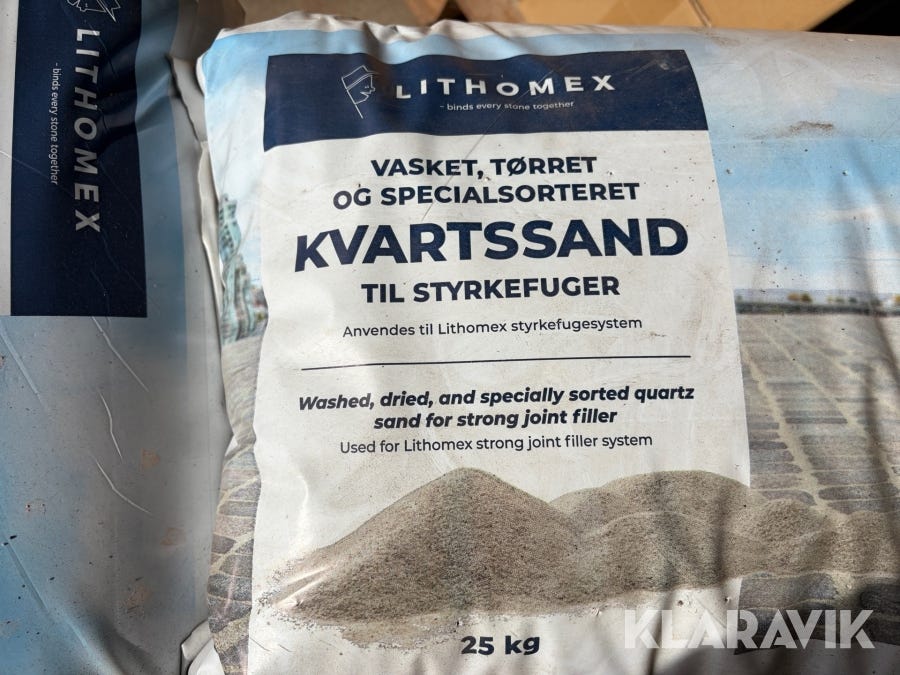 LITHOMEX
- binds every stone together
LITHOMEX
- binds every stone together
VASKET, TØRRET
OG SPECIALSORTERET
KVARTSSAND
TIL STYRKEFUGER
Anvendes til Lithomex styrkefugesystem
Washed, dried, and specially sorted quartz
sand for strong joint filler
Used for Lithomex strong joint filler system
25 kg
KLARAVIK